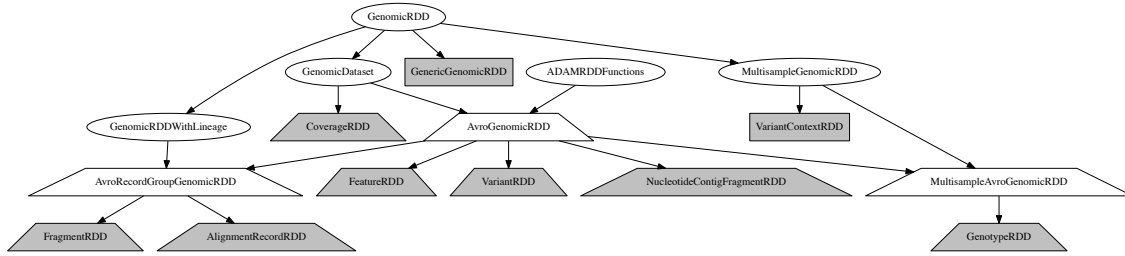 GenomicRDD
GenomicDataset
GenericGenomicRDD
ADAMRDDFunctions
MultisampleGenomicRDD
GenomicRDDWithLineage
CoverageRDD
AvroGenomicRDD
VariantContextRDD
AvroRecordGroupGenomicRDD
FeatureRDD
VariantRDD
NucleotideContigFragmentRDD
MultisampleAvroGenomicRDD
FragmentRDD
AlignmentRecordRDD
GenotypeRDD